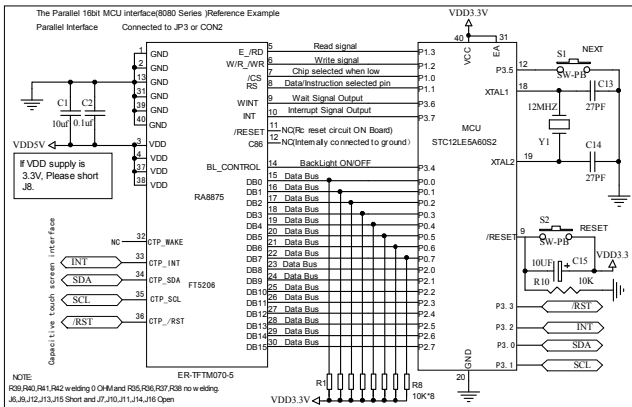 The Parallel 16bit MCU interface(8080 Series )Reference Example
Parallel Interface Connected to JP3 or CON2
VDD3.3V
40
31
VCC
EA
1 GND
2 GND
13 GND
31 GND
39 GND
40 GND
3 VDD
4 VDD
37 VDD
38 VDD
C1
10uf
C2
0.1uf
VDD5V
If VDD supply is
3.3V, Please short
J8.
E_/RD 5 Read signal P1.3
W/R_/WR 6 Write signal P1.2
/CS 7 Chip selected when low P1.0
RS 8 Data/Instruction selected pin P1.1
WINT 9 Wait Signal Output P3.6
INT 10 Interrupt Signal Output P3.7
/RESET 11 NC(Rc reset circuit ON Board)
C86 12 NC(Internally connected to ground)
BL_CONTROL 14 BackLight ON/OFF P3.4
DB0 15 Data Bus P0.0
DB1 16 Data Bus P0.1
DB2 17 Data Bus P0.2
DB3 18 Data Bus P0.3
DB4 19 Data Bus P0.4
DB5 20 Data Bus P0.5
DB6 21 Data Bus P0.6
DB7 22 Data Bus P0.7
DB8 23 Data Bus P2.0
DB9 24 Data Bus P2.1
DB10 25 Data Bus P2.2
DB11 26 Data Bus P2.3
DB12 27 Data Bus P2.4
DB13 28 Data Bus P2.5
DB14 29 Data Bus P2.6
DB15 30 Data Bus P2.7
RA8875
FT5206
Capacitive touch screen interface
NC 32 CTP_WAKE
INT 33 CTP_INT
SDA 34 CTP_SDA
SCL 35 CTP_SCL
/RST 36 CTP_/RST
ER-TFTM070-5
MCU
STC12LE5A60S2
P3.5 12
S1 NEXT
SW-PB
XTAL1 18
C13
27PF
12MHZ
Y1
XTAL2 19
C14
27PF
/RESET 9
S2 RESET
SW-PB
10UF + C15
VDD3.3
R10 10K
P3.3 /RST
P3.2 INT
P3.0 SDA
P3.1 SCL
GND
20
R1
R8
10K*8
VDD3.3V
NOTE:
R39,R40,R41,R42 welding 0 OHM and R35,R36,R37,R38 no welding.
J6,J9,J12,J13,J15 Short and J7,J10,J11,J14,J16 Open